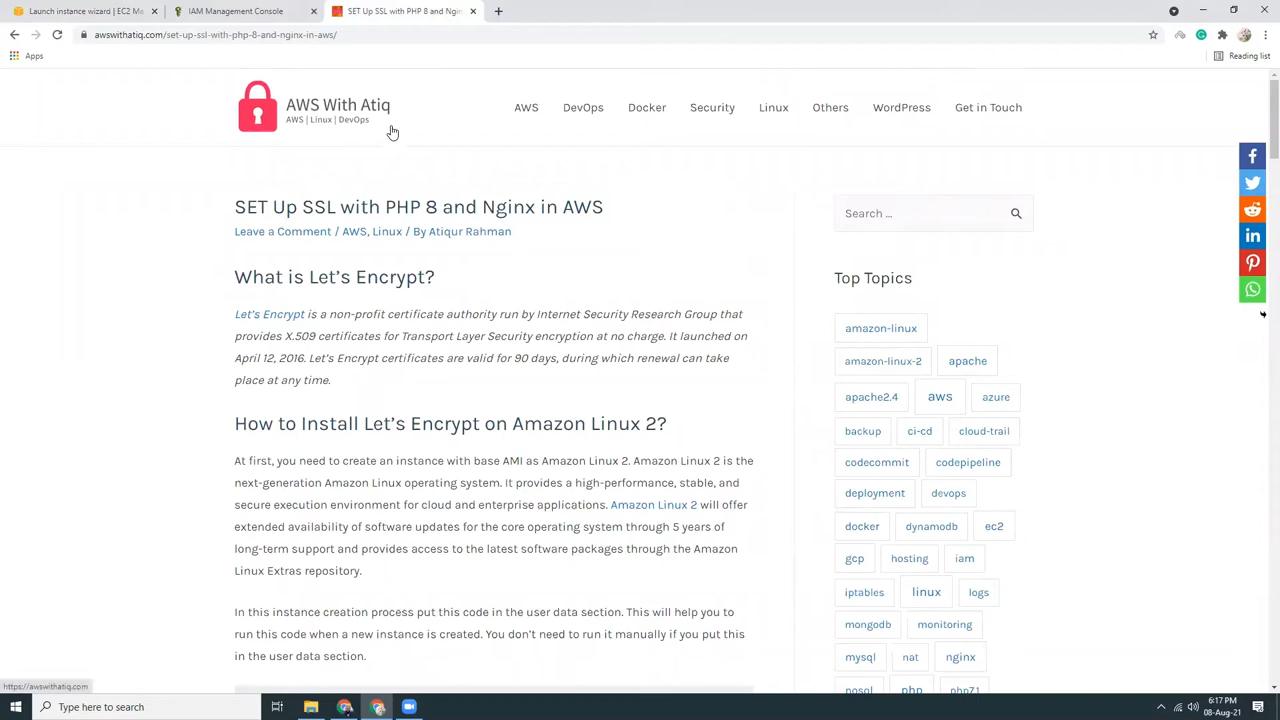 Launch instance wizard | EC2 M
IAM Management Console
SET Up SSL with PHP 8 and Ngin
awswithatiq.com/set-up-ssl-with-php-8-and-nginx-in-aws/
Apps
Reading list
AWS With Atiq
AWS | Linux | DevOps
AWS
DevOps
Docker
Security
Linux
Others
WordPress
Get in Touch
SET Up SSL with PHP 8 and Nginx in AWS
Leave a Comment / AWS, Linux / By Atiqur Rahman
What is Let's Encrypt?
Let's Encrypt is a non-profit certificate authority run by Internet Security Research Group that
provides X.509 certificates for Transport Layer Security encryption at no charge. It launched on
April 12, 2016. Let's Encrypt certificates are valid for 90 days, during which renewal can take
place at any time.
How to Install Let's Encrypt on Amazon Linux 2?
At first, you need to create an instance with base AMI as Amazon Linux 2. Amazon Linux 2 is the
next-generation Amazon Linux operating system. It provides a high-performance, stable, and
secure execution environment for cloud and enterprise applications. Amazon Linux 2 will offer
extended availability of software updates for the core operating system through 5 years of
long-term support and provides access to the latest software packages through the Amazon
Linux Extras repository.
In this instance creation process put this code in the user data section. This will help you to
run this code when a new instance is created. You don't need to run it manually if you put this
in the user data section.
Search ...
Top Topics
amazon-linux
amazon-linux-2
apache
apache2.4
aws
azure
backup
ci-cd
cloud-trail
codecommit
codepipeline
deployment
devops
docker
dynamodb
ec2
gcp
hosting
iam
iptables
linux
logs
mongodb
monitoring
mysql
nat
nginx
nosql
php
php7.1
https://awswithatiq.com
Type here to search
6:17 PM
08-Aug-21